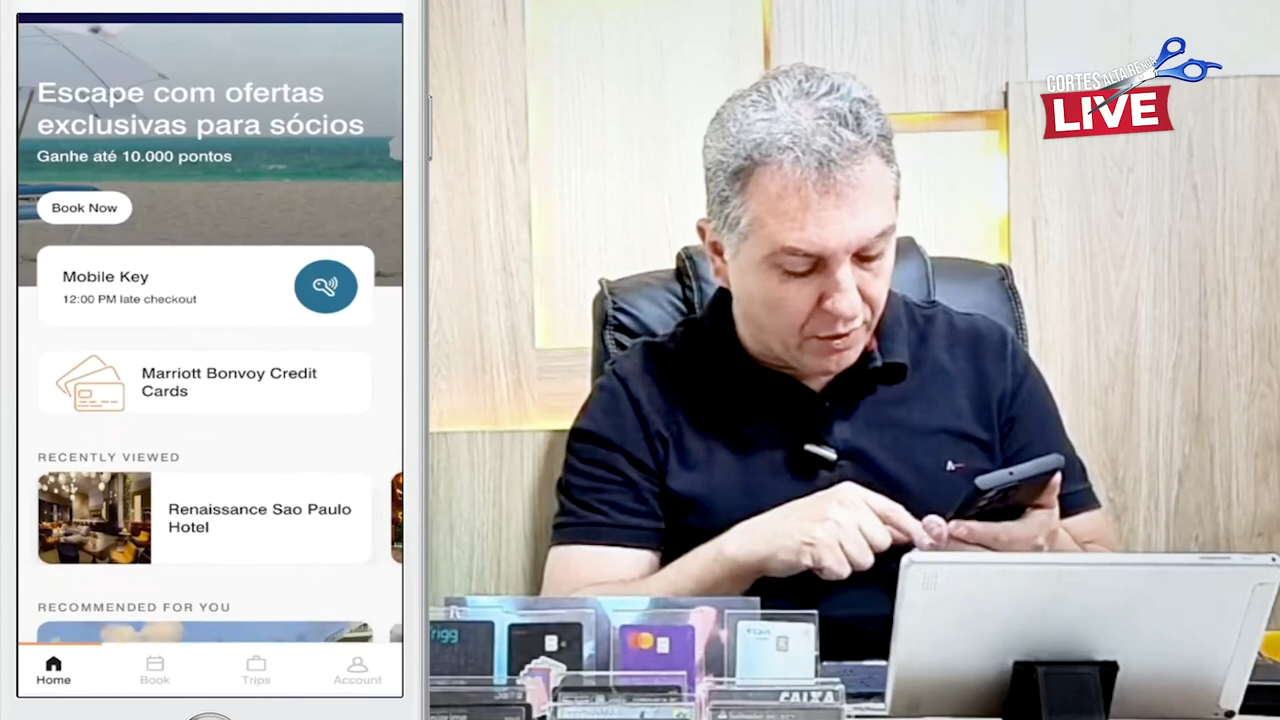 Escape com ofertas
exclusivas para sócios
Ganhe até 10.000 pontos
Book Now
Mobile Key
12:00 PM late checkout
Marriott Bonvoy Credit
Cards
RECENTLY VIEWED
Renaissance Sao Paulo
Hotel
RECOMMENDED FOR YOU
Home
Book
Trips
Account
CORTES ALTA RENDA
LIVE
CAIXA